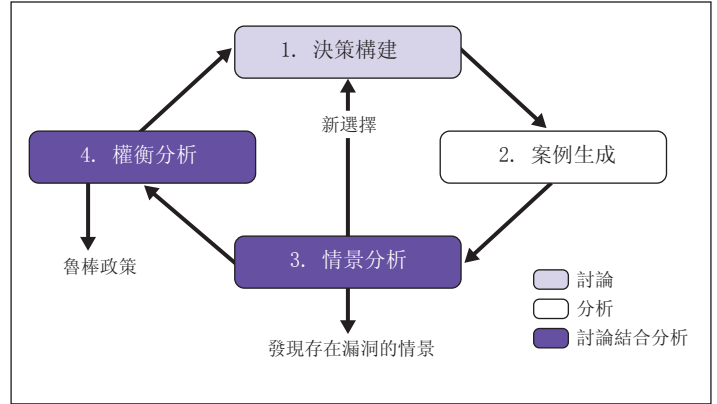 1. 決策構建
新選擇
4. 權衡分析
2. 案例生成
魯棒政策
3. 情景分析
發現存在漏洞的情景
討論
分析
討論結合分析